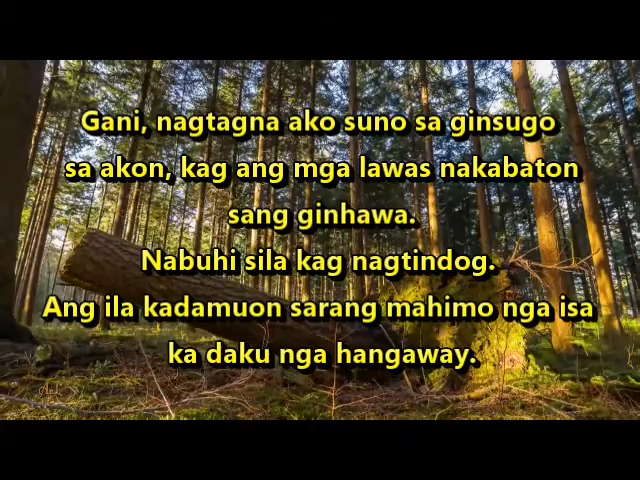 Gani, nagtagna ako suno sa ginsugo
sa akon, kag ang mga lawas nakabaton
sang ginhawa.
Nabuhi sila kag nagtindog.
Ang ila kadamuon sarang mahimo nga isa
ka daku nga hangaway.